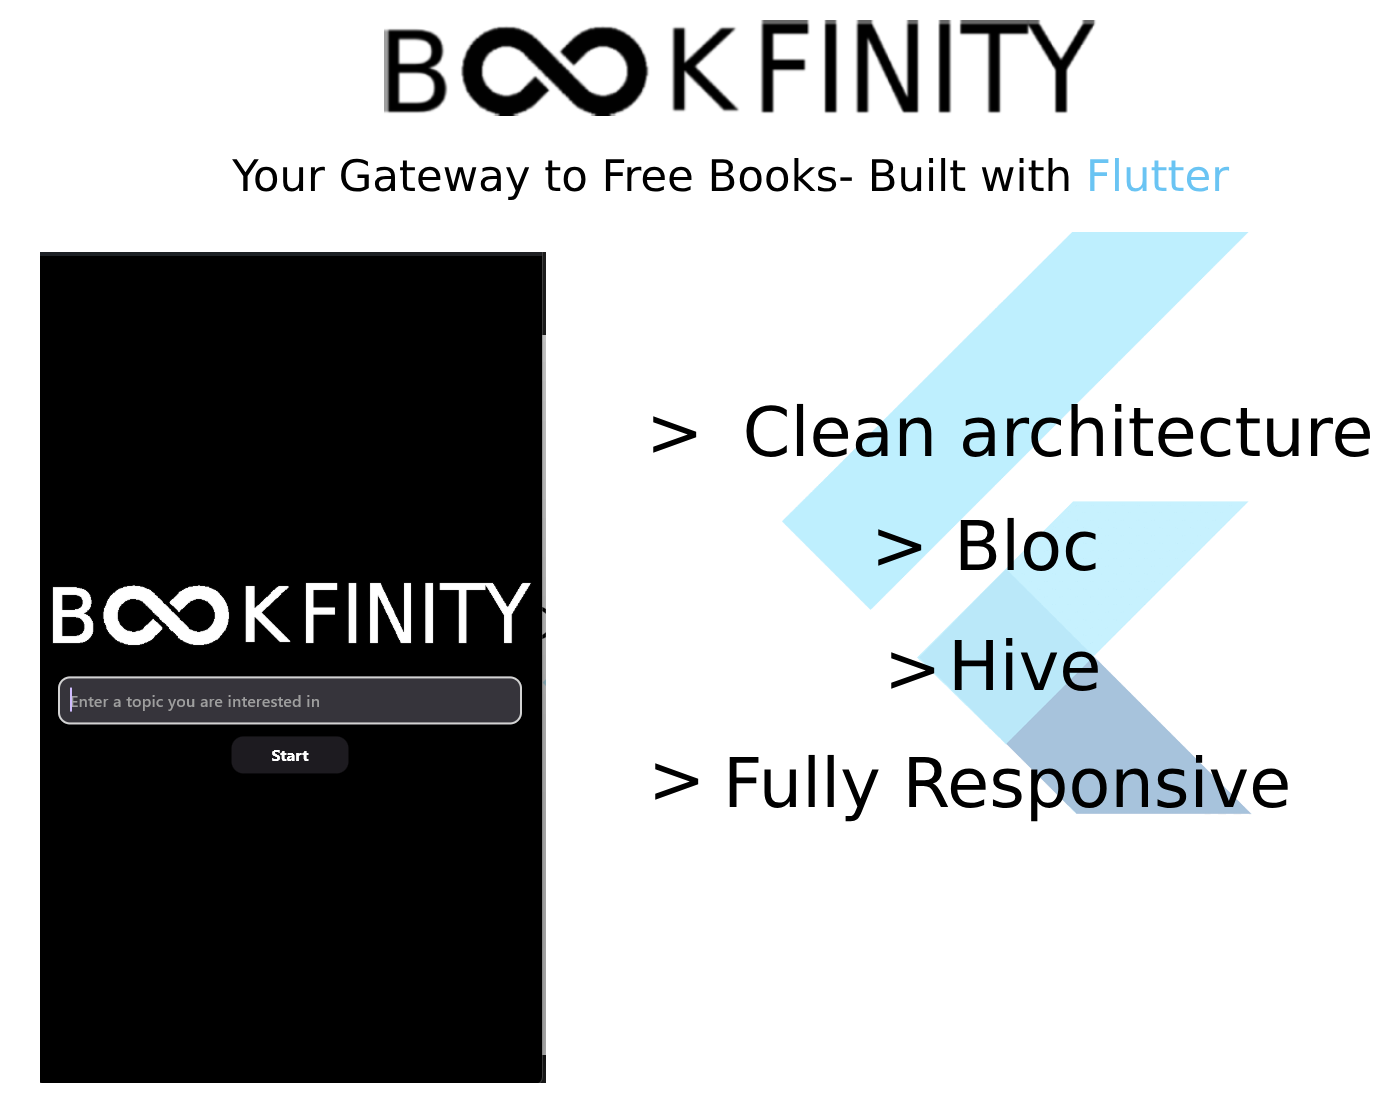 BOOKFINITY
Your Gateway to Free Books- Built with Flutter
BOOKFINITY
Enter a topic you are interested in
Start
> Clean architecture
> Bloc
>Hive
> Fully Responsive